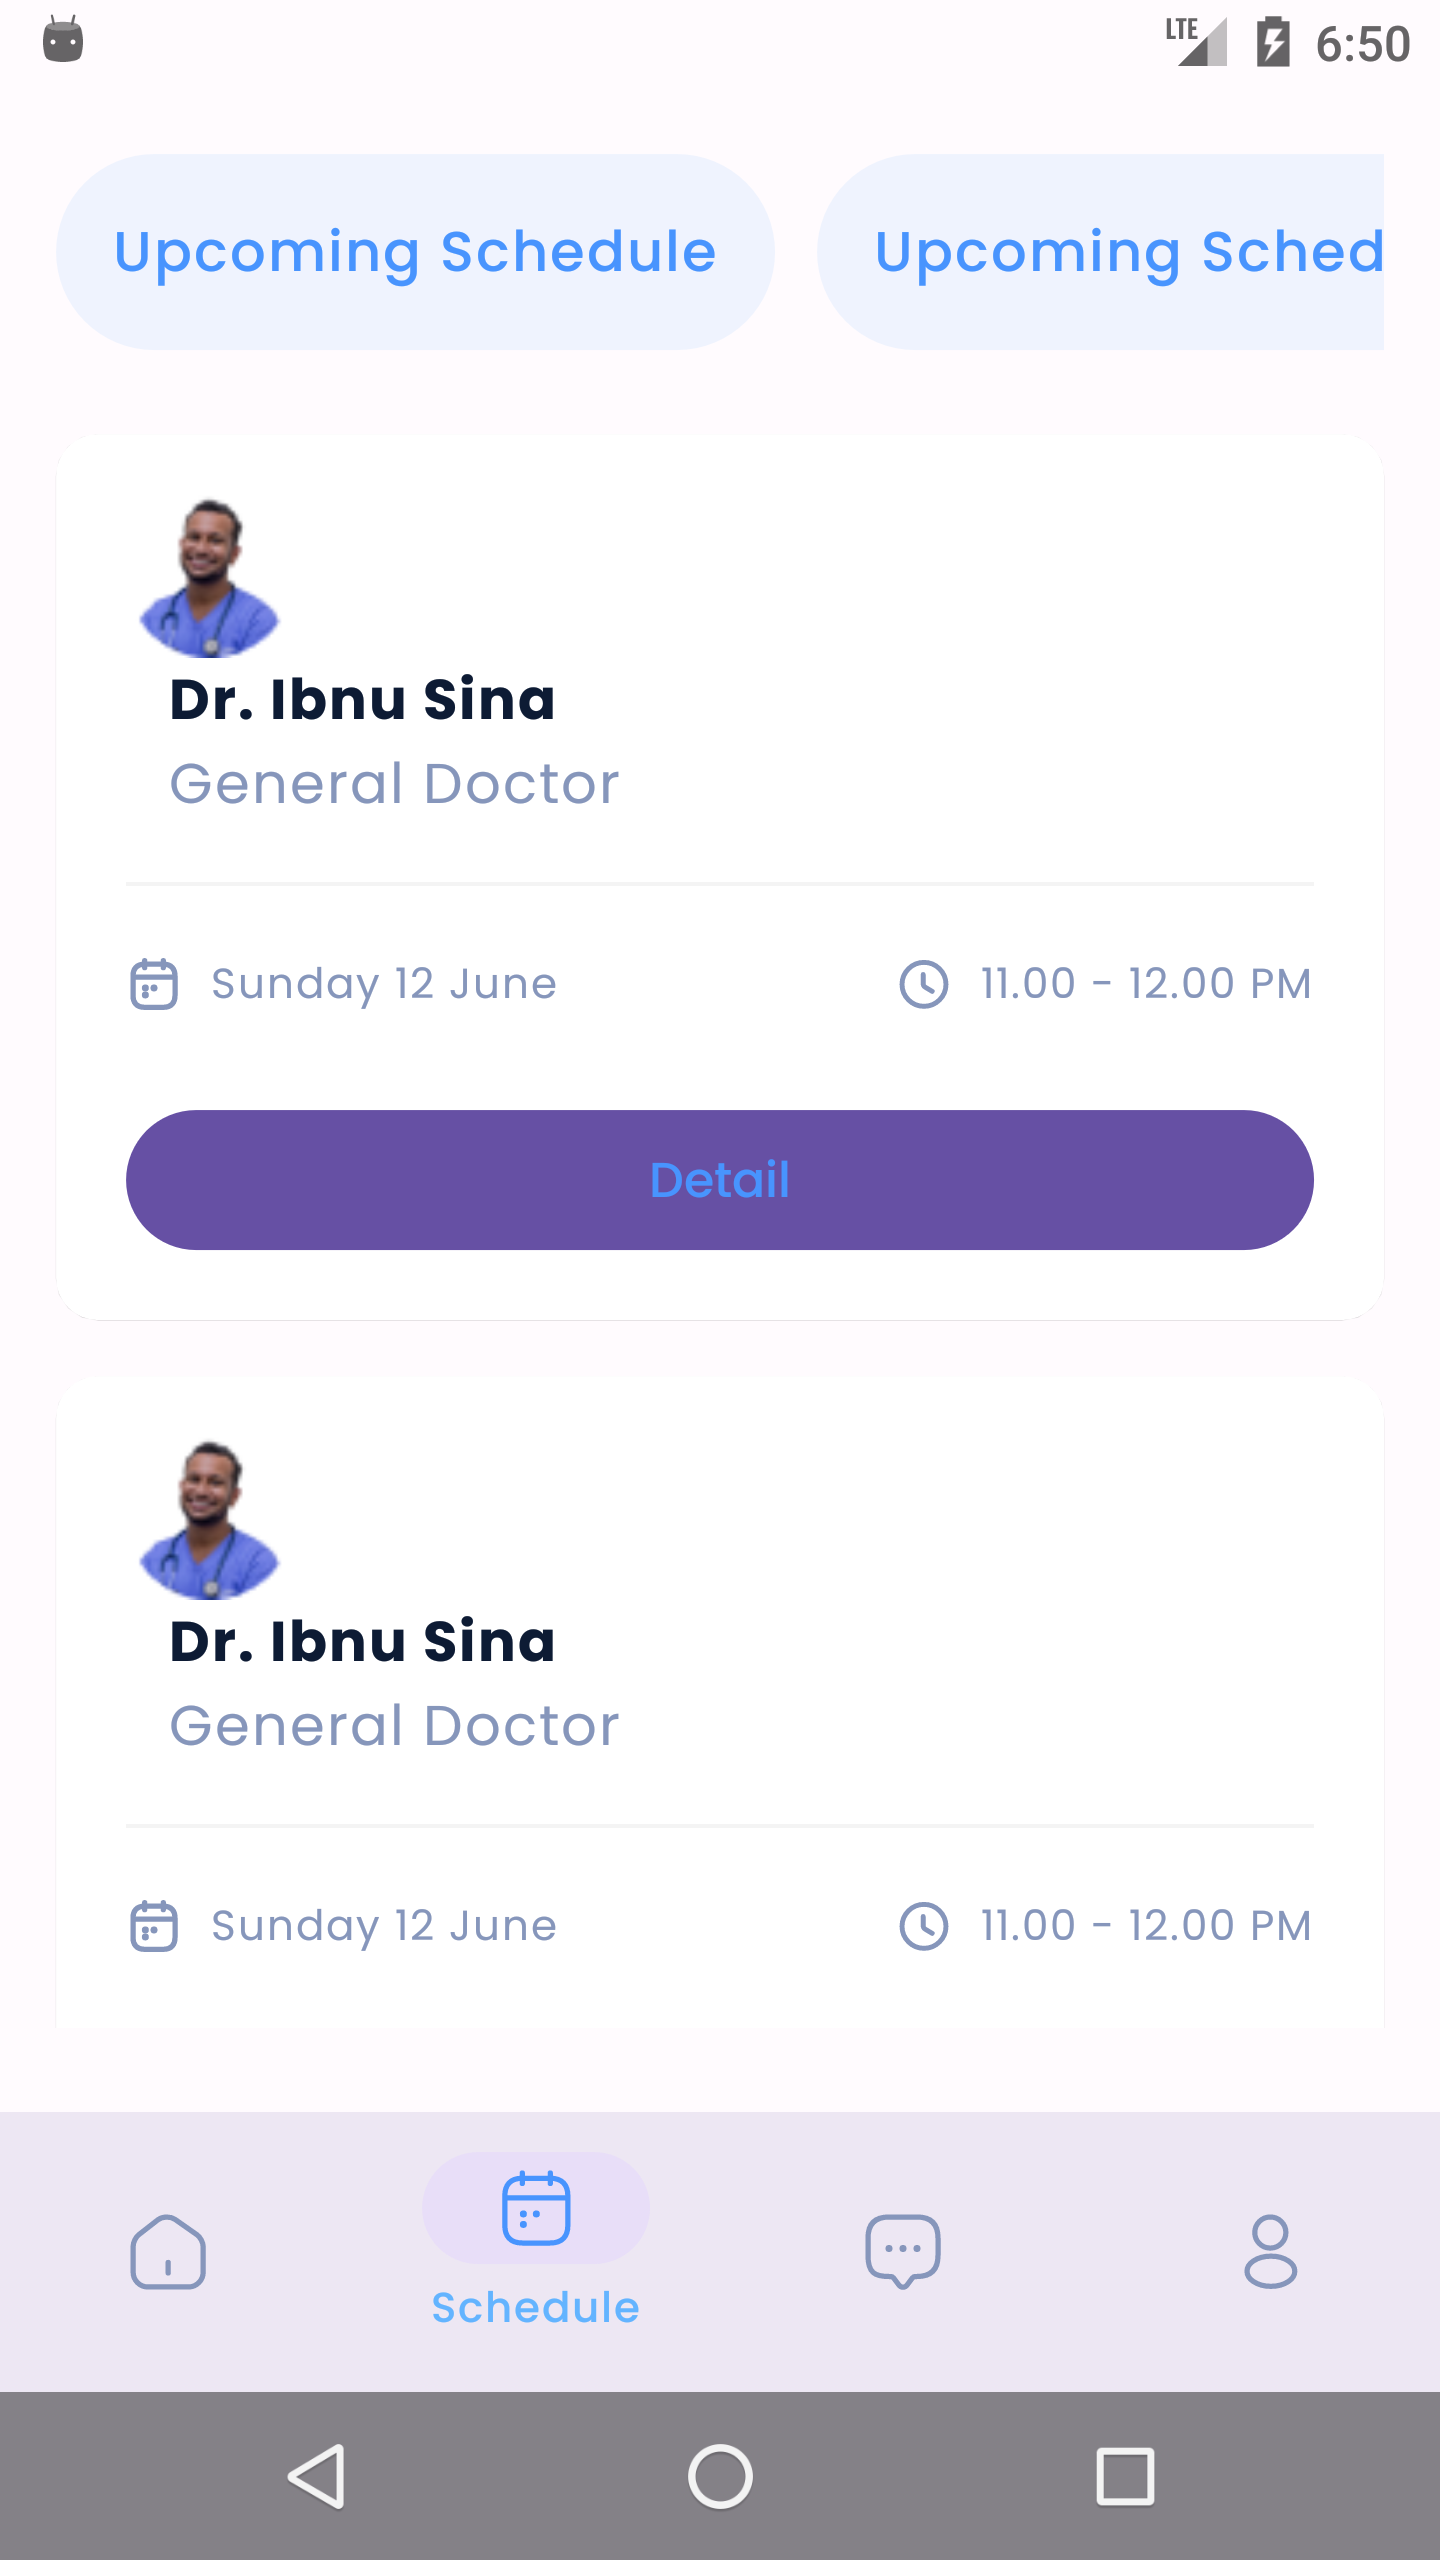 LTE 6:50
Upcoming Schedule Upcoming Sched
Dr. Ibnu Sina
General Doctor
Sunday 12 June 11.00 - 12.00 PM
Detail
Dr. Ibnu Sina
General Doctor
Sunday 12 June 11.00 - 12.00 PM
Schedule